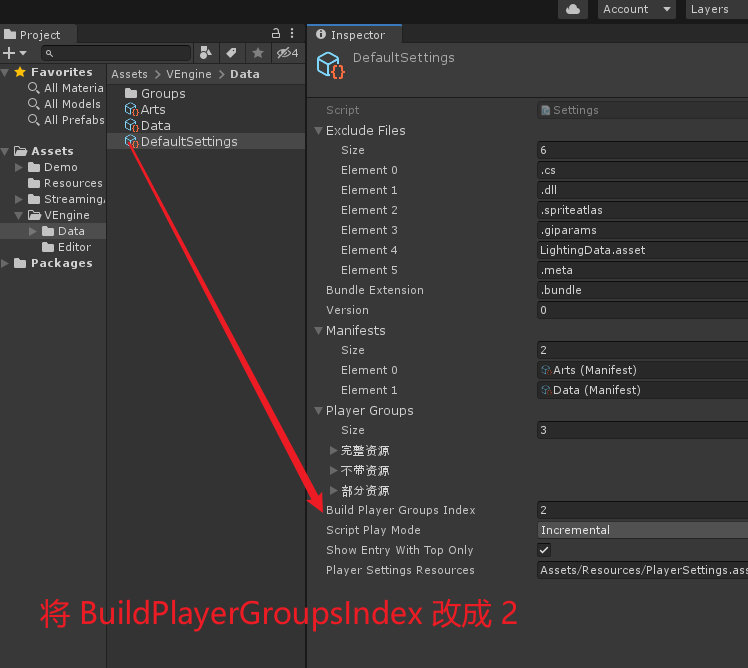 Account
Layers
Project
Inspector
4
Favorites
All Materia
All Models
All Prefabs
Assets
Demo
Resources
Streaming
VEngine
Data
Editor
Packages
Assets > VEngine > Data
Groups
Arts
Data
DefaultSettings
DefaultSettings
Script Settings
Exclude Files
Size 6
Element 0 .cs
Element 1 .dll
Element 2 .spriteatlas
Element 3 .giparams
Element 4 LightingData.asset
Element 5 .meta
Bundle Extension .bundle
Version 0
Manifests
Size 2
Element 0 Arts (Manifest)
Element 1 Data (Manifest)
Player Groups
Size 3
完整资源
不带资源
部分资源
Build Player Groups Index 2
Script Play Mode Incremental
Show Entry With Top Only
Player Settings Resources Assets/Resources/PlayerSettings.ass
将 BuildPlayerGroupsIndex 改成 2